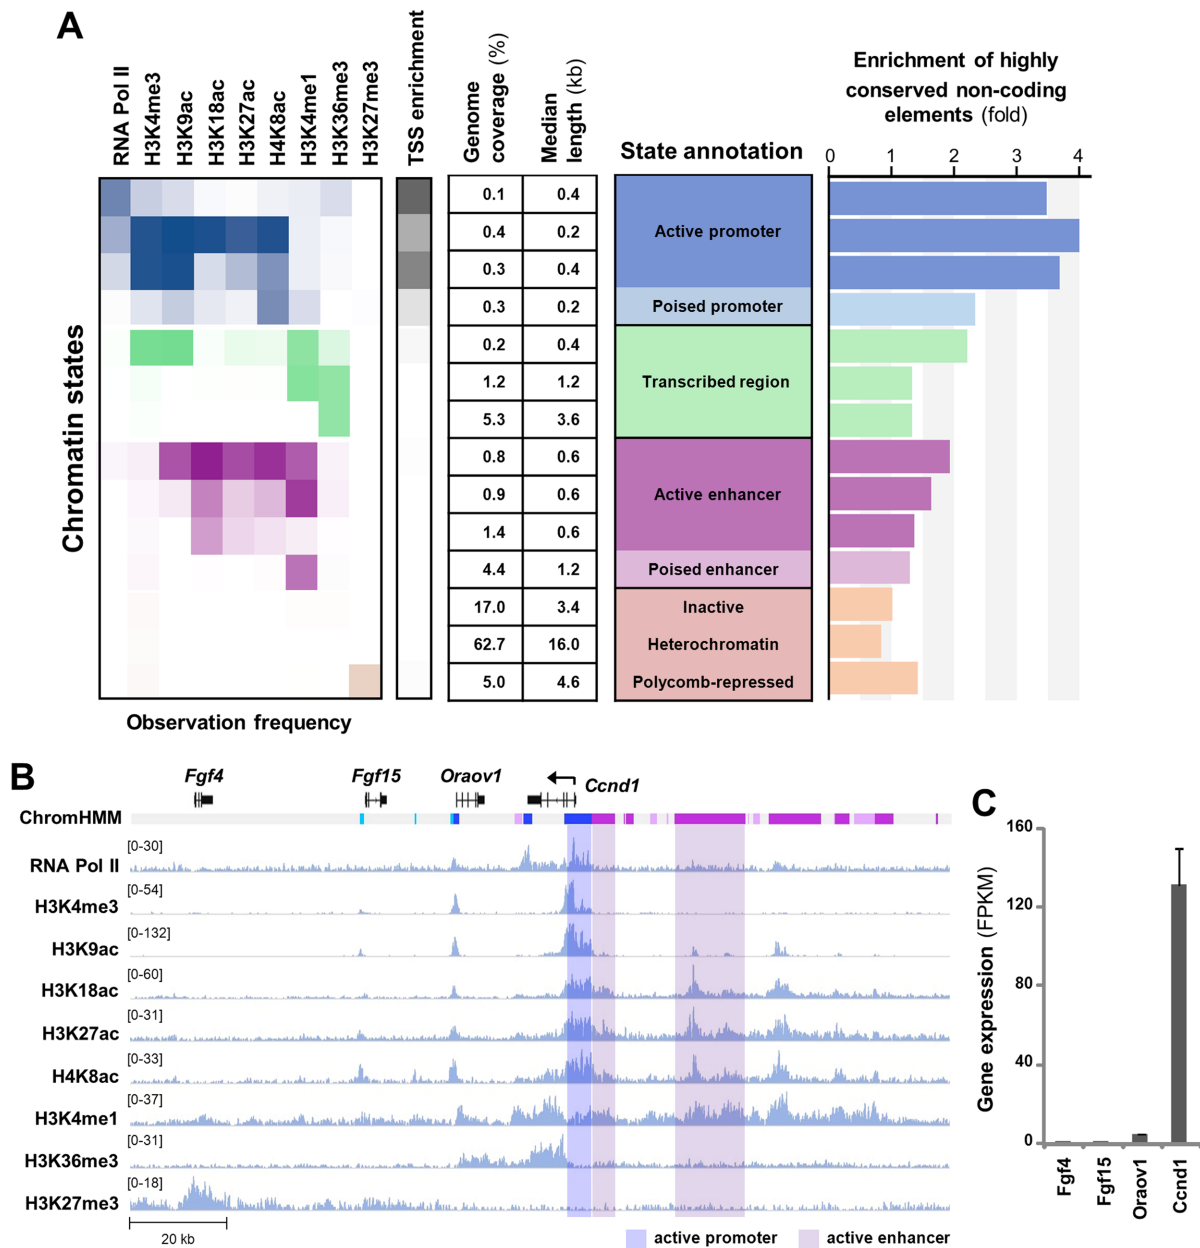 A
RNA Pol II
H3K4me3
H3K9ac
H3K18ac
H3K27ac
H4K8ac
H3K4me1
H3K36me3
H3K27me3
TSS enrichment
Genome
coverage (%)
Median
length (kb)
State annotation
Enrichment of highly
conserved non-coding
elements (fold)
0 1 2 3 4
Chromatin states
0.1 0.4
0.4 0.2 Active promoter
0.3 0.4
0.3 0.2 Poised promoter
0.2 0.4
1.2 1.2 Transcribed region
5.3 3.6
0.8 0.6
0.9 0.6 Active enhancer
1.4 0.6
4.4 1.2 Poised enhancer
17.0 3.4 Inactive
62.7 16.0 Heterochromatin
5.0 4.6 Polycomb-repressed
Observation frequency
B
Fgf4 Fgf15 Oraov1 Ccnd1
ChromHMM
[0-30]
RNA Pol II
[0-54]
H3K4me3
[0-132]
H3K9ac
[0-60]
H3K18ac
[0-31]
H3K27ac
[0-33]
H4K8ac
[0-37]
H3K4me1
[0-31]
H3K36me3
[0-18]
H3K27me3
20 kb
active promoter active enhancer
C
Gene expression (FPKM)
160
120
80
40
0
Fgf4
Fgf15
Oraov1
Ccnd1